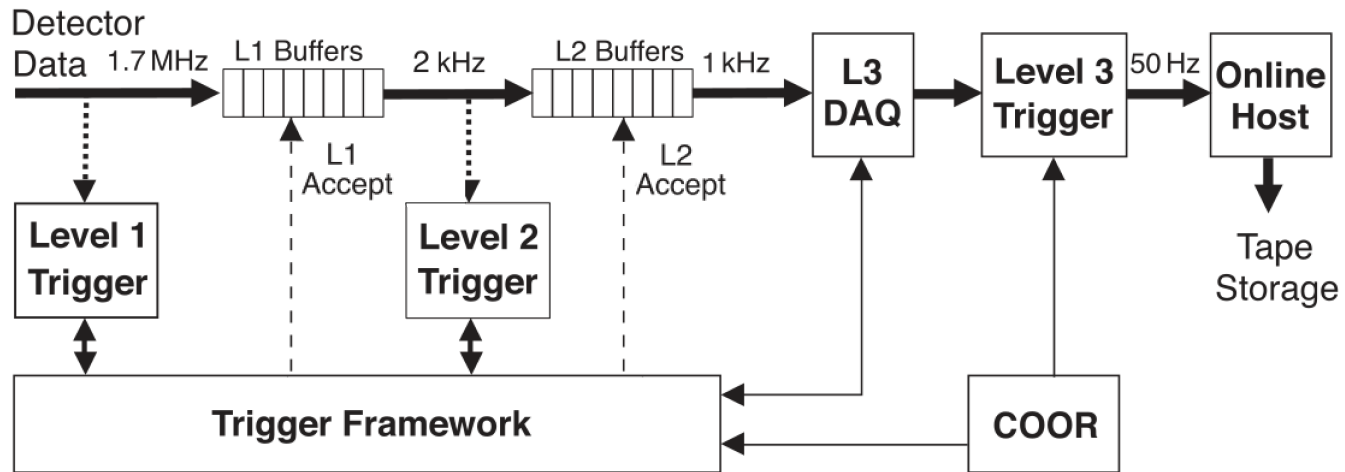 Detector
Data
1.7 MHz
L1 Buffers
2 kHz
L2 Buffers
1 kHz
L3
DAQ
Level 3
Trigger
50 Hz
Online
Host
L1
Accept
L2
Accept
Level 1
Trigger
Level 2
Trigger
Tape
Storage
Trigger Framework
COOR